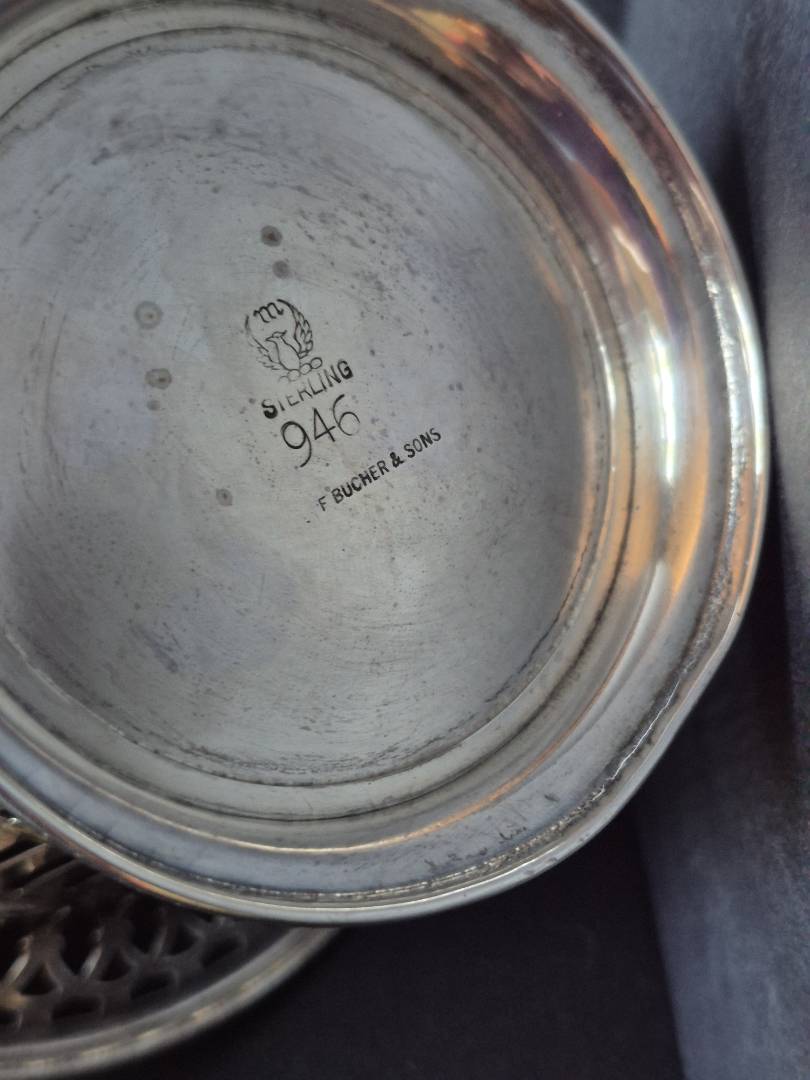 m
STERLING
946
F BUCHER & SONS